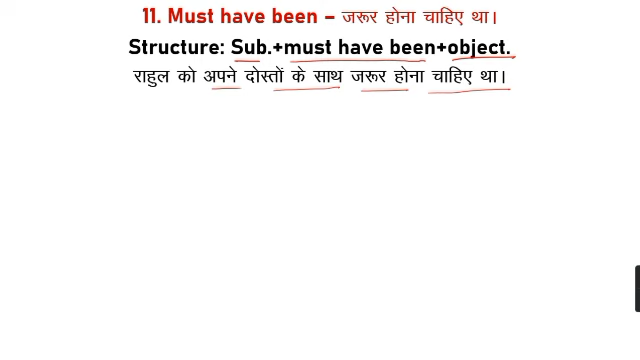 11. Must have been – जरूर होना चाहिए था।
Structure: Sub.+must have been+object.
राहुल को अपने दोस्तों के साथ जरूर होना चाहिए था।